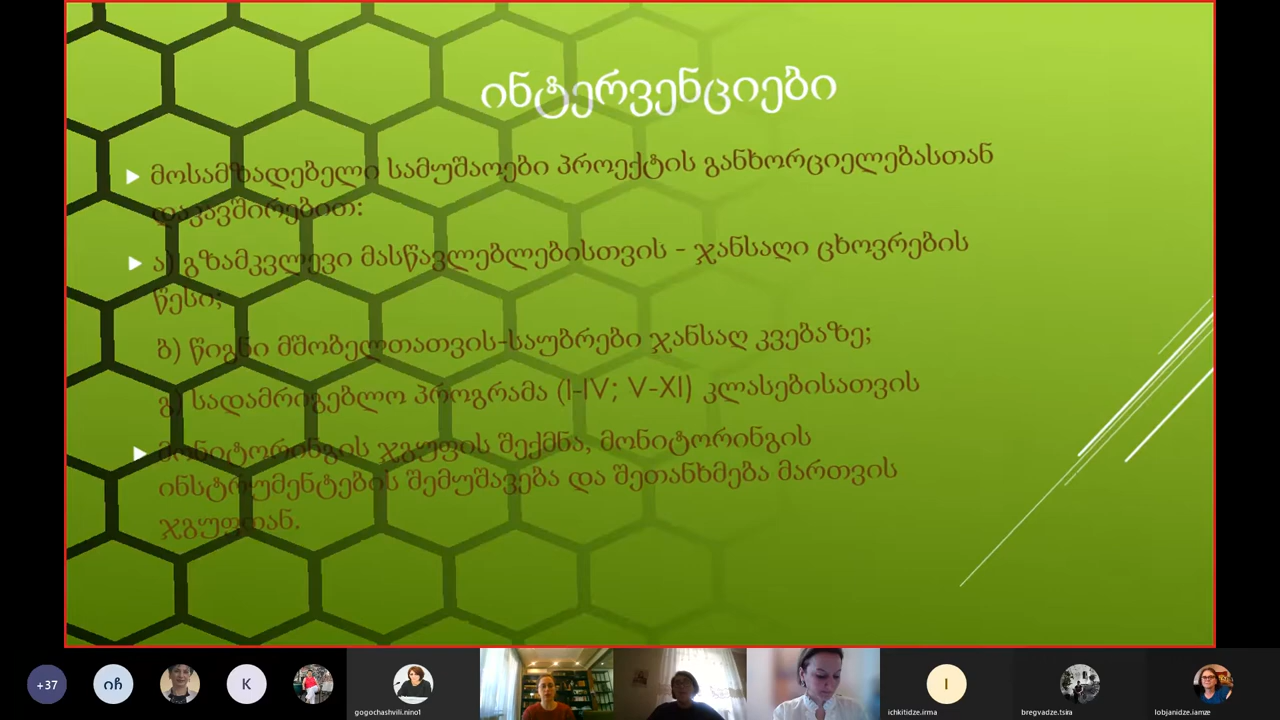 ინტერვენციები
მოსამზადებელი სამუშაოები პროექტის განხორციელებასთან
დაკავშირებით:
ა) გზამკვლევი მასწავლებლებისთვის - ჯანსაღი ცხოვრების
წესი;
ბ) წიგნი მშობელთათვის-საუბრები ჯანსაღ კვებაზე;
გ) სადამრიგებლო პროგრამა (I-IV; V-XI) კლასებისათვის
მონიტორინგის ჯგუფის შექმნა, მონიტორინგის
ინსტრუმენტების შემუშავება და შეთანხმება მართვის
ჯგუფთან.
+37
იჩ
K
I
gogochashvili.nino1
ichkitidze.irma
bregvadze.tsira
lobjanidze.iamze